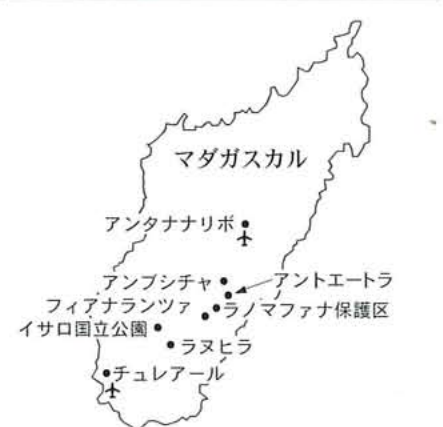 マダガスカル
アンタナナリボ
アンブシチャ
アントエートラ
フィアナランツァ
ラノマファナ保護区
イサロ国立公園
ラヌヒラ
チュレアール